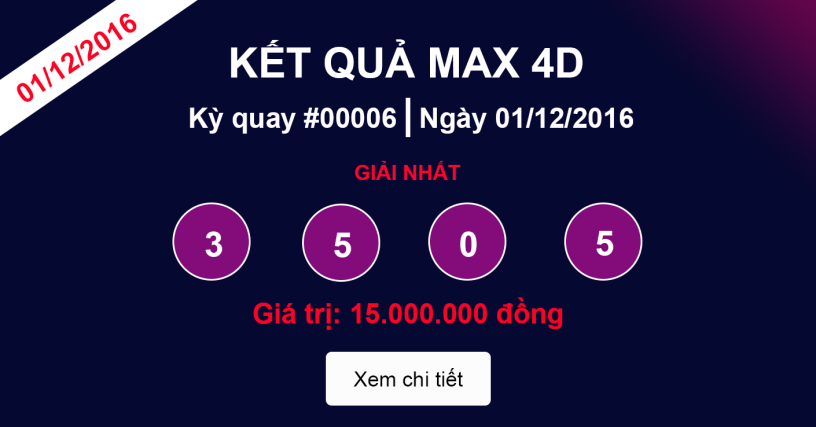 01/12/2016
KẾT QUẢ MAX 4D
Kỳ quay #00006 | Ngày 01/12/2016
GIẢI NHẤT
3 5 0 5
Giá trị: 15.000.000 đồng
Xem chi tiết